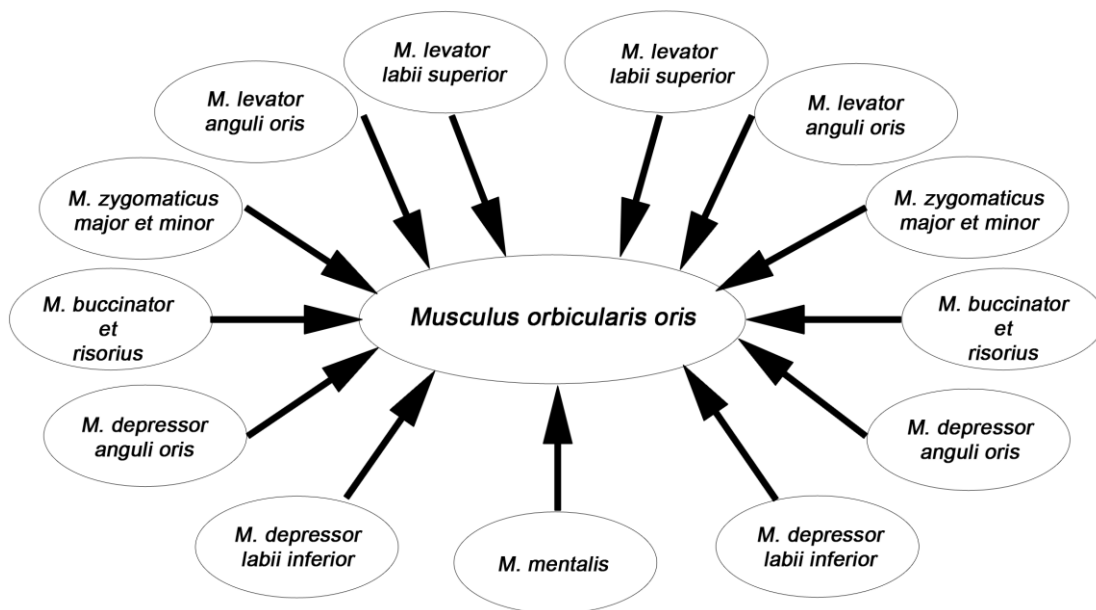 M. levator
labii superior
M. levator
labii superior
M. levator
anguli oris
M. levator
anguli oris
M. zygomaticus
major et minor
M. zygomaticus
major et minor
M. buccinator
et
risorius
Musculus orbicularis oris
M. buccinator
et
risorius
M. depressor
anguli oris
M. depressor
anguli oris
M. depressor
labii inferior
M. mentalis
M. depressor
labii inferior